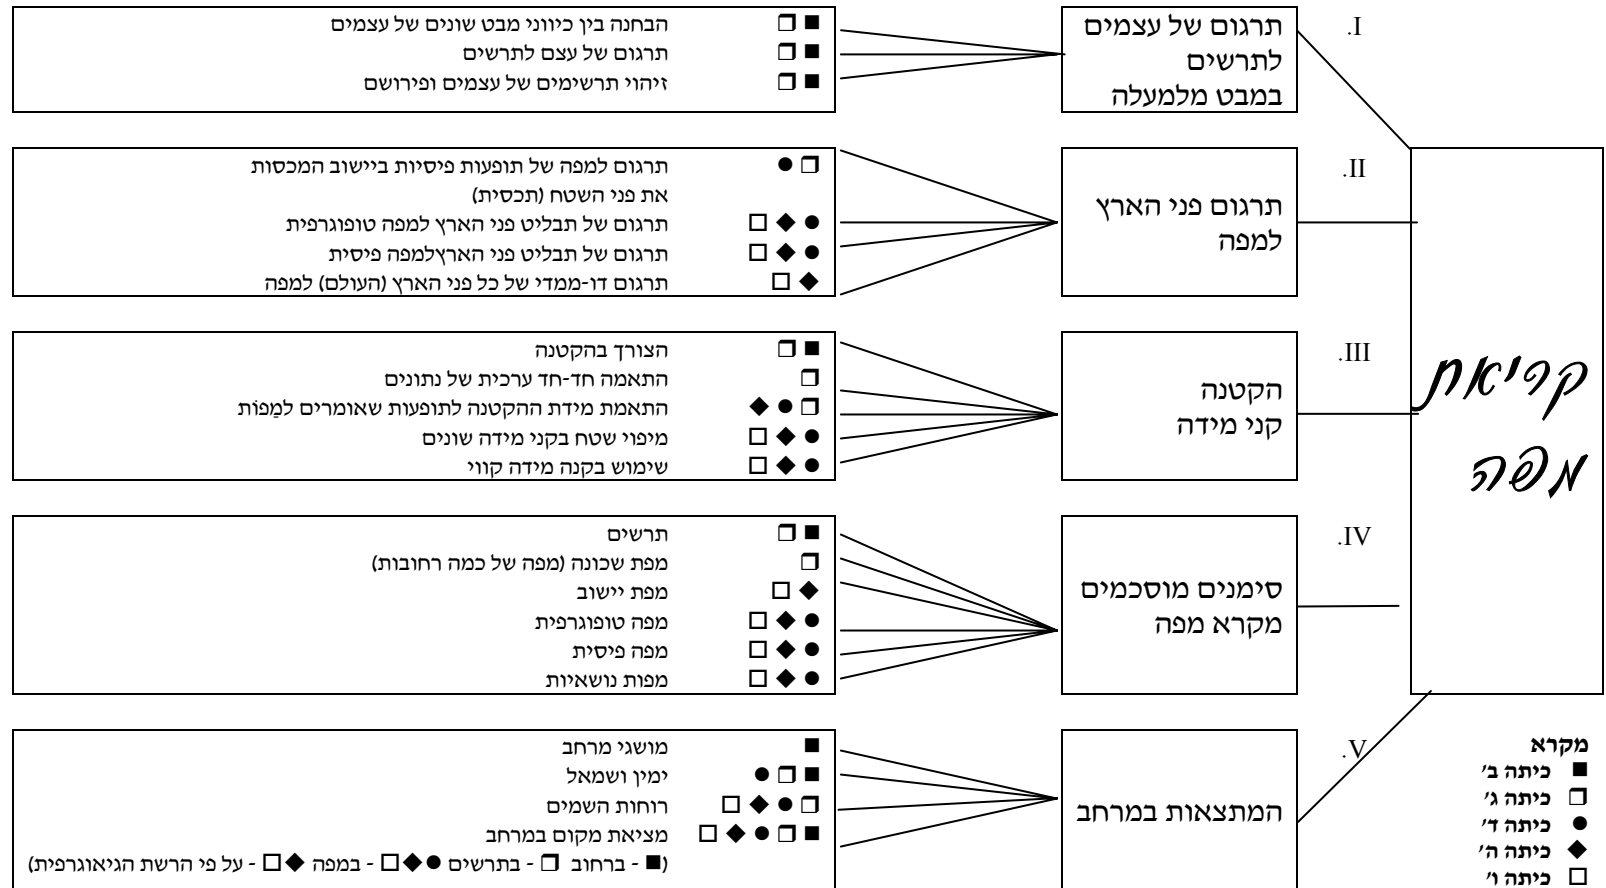 קריאת
מפה
I.
תרגום של עצמים
לתרשים
במבט מלמעלה
■ ❒ הבחנה בין כיווני מבט שונים של עצמים
■ ❒ תרגום של עצם לתרשים
■ ❒ זיהוי תרשימים של עצמים ופירושם
II.
תרגום פני הארץ
למפה
❒ ● תרגום למפה של תופעות פיסיות ביישוב המכסות
את פני השטח (תכסית)
● ◆ □ תרגום של תבליט פני הארץ למפה טופוגרפית
● ◆ □ תרגום של תבליט פני הארץלמפה פיסית
◆ □ תרגום דו-ממדי של כל פני הארץ (העולם) למפה
III.
הקטנה
קני מידה
■ ❒ הצורך בהקטנה
❒ התאמה חד-חד ערכית של נתונים
❒ ● ◆ התאמת מידת ההקטנה לתופעות שאומרים למַפוֹת
● ◆ □ מיפוי שטח בקני מידה שונים
● ◆ □ שימוש בקנה מידה קווי
IV.
סימנים מוסכמים
מקרא מפה
■ ❒ תרשים
❒ מפת שכונה (מפה של כמה רחובות)
◆ □ מפת יישוב
● ◆ □ מפה טופוגרפית
● ◆ □ מפה פיסית
● ◆ □ מפות נושאיות
V.
המתצאות במרחב
■ מושגי מרחב
■ ❒ ● ימין ושמאל
❒ ● ◆ □ רוחות השמים
■ ❒ ● ◆ □ מציאת מקום במרחב
(■ - ברחוב ❒ - בתרשים ●◆□ - במפה ◆□ - על פי הרשת הגיאוגרפית)
מקרא
■ כיתה ב'
❒ כיתה ג'
● כיתה ד'
◆ כיתה ה'
□ כיתה ו'